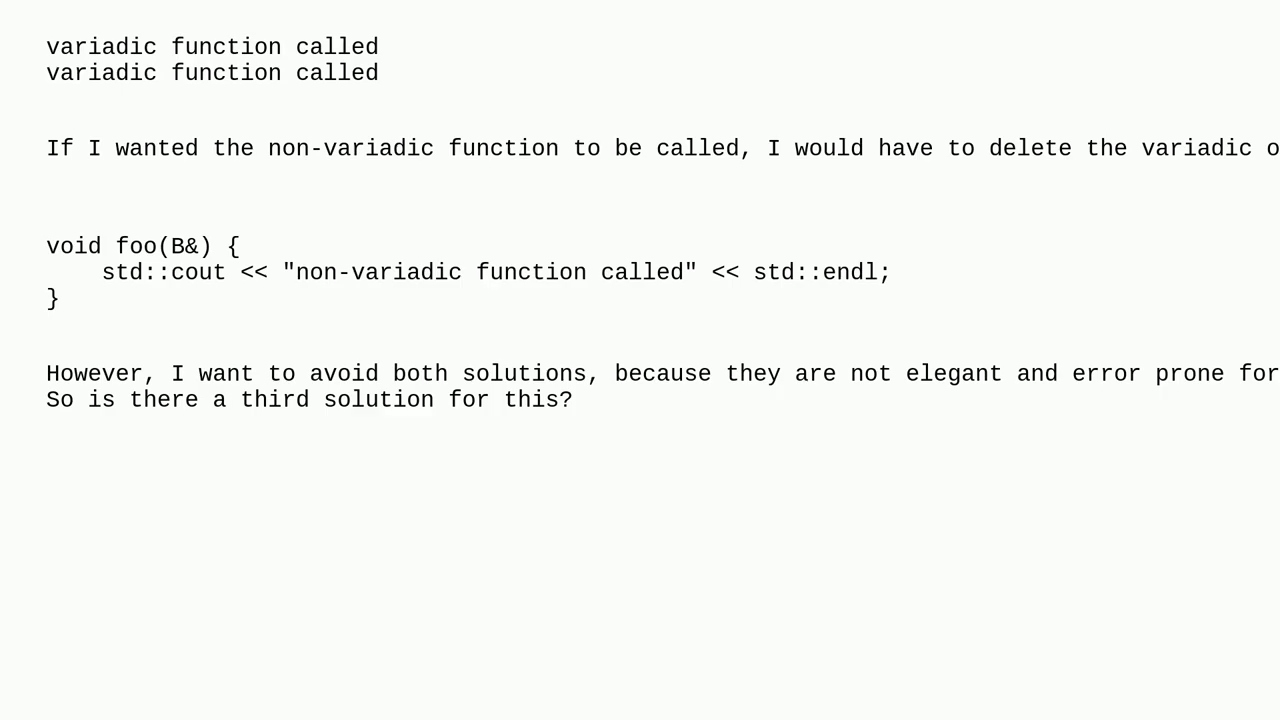 variadic function called
variadic function called
If I wanted the non-variadic function to be called, I would have to delete the variadic
void foo(B&) {
    std::cout << "non-variadic function called" << std::endl;
}
However, I want to avoid both solutions, because they are not elegant and error prone for
So is there a third solution for this?